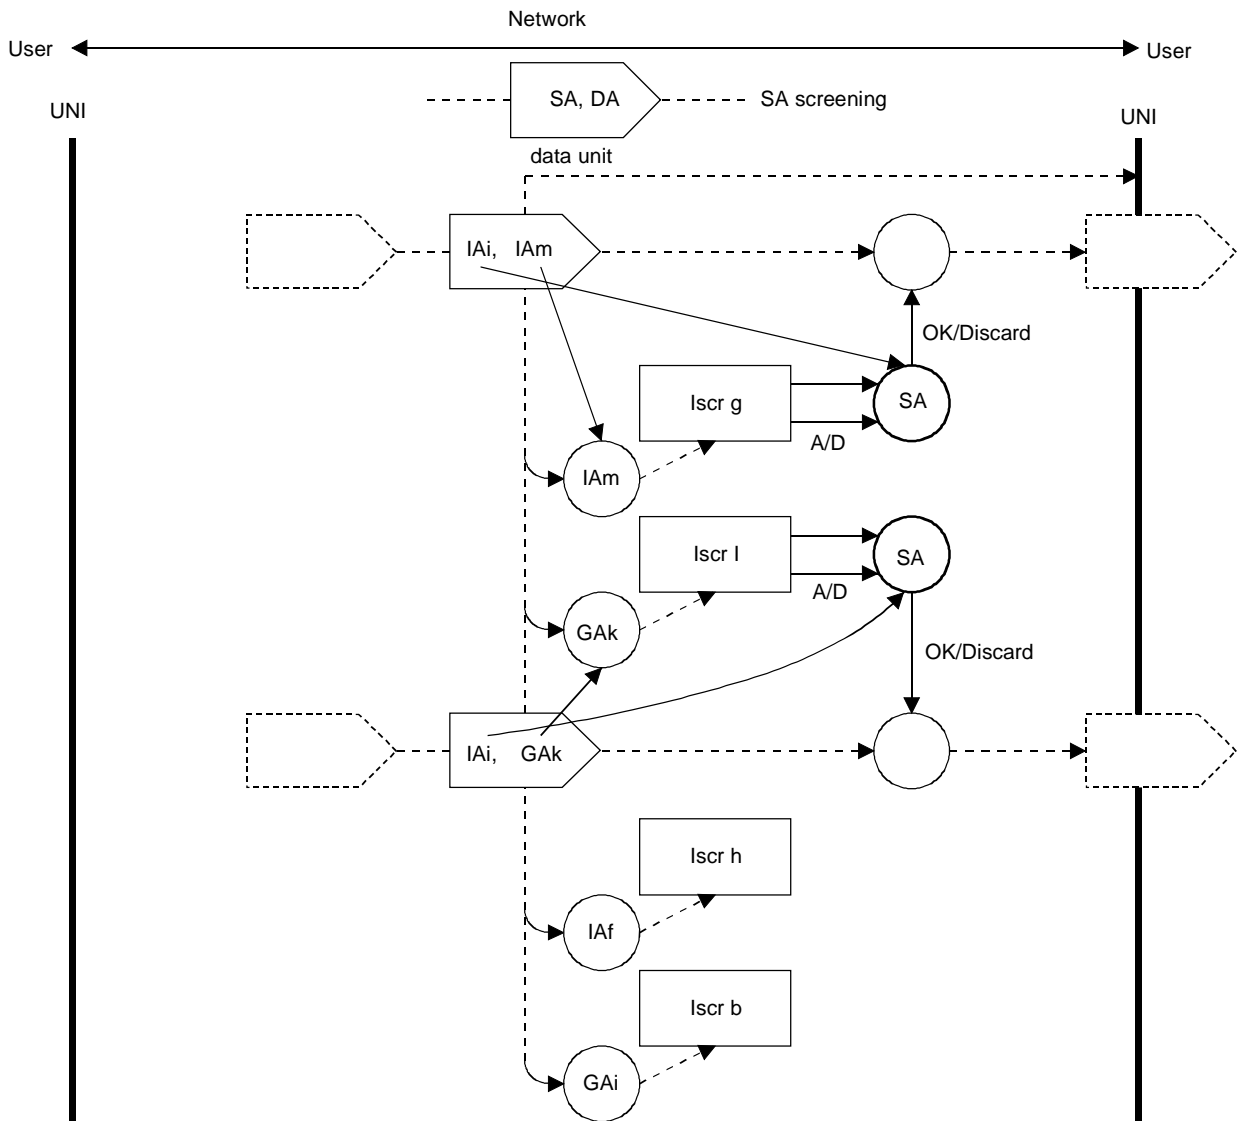 Network
User
User
SA, DA
SA screening
UNI
UNI
data unit
IAi, IAm
OK/Discard
Iscr g
SA
A/D
IAm
Iscr l
SA
A/D
GAk
OK/Discard
IAi, GAk
Iscr h
IAf
Iscr b
GAi